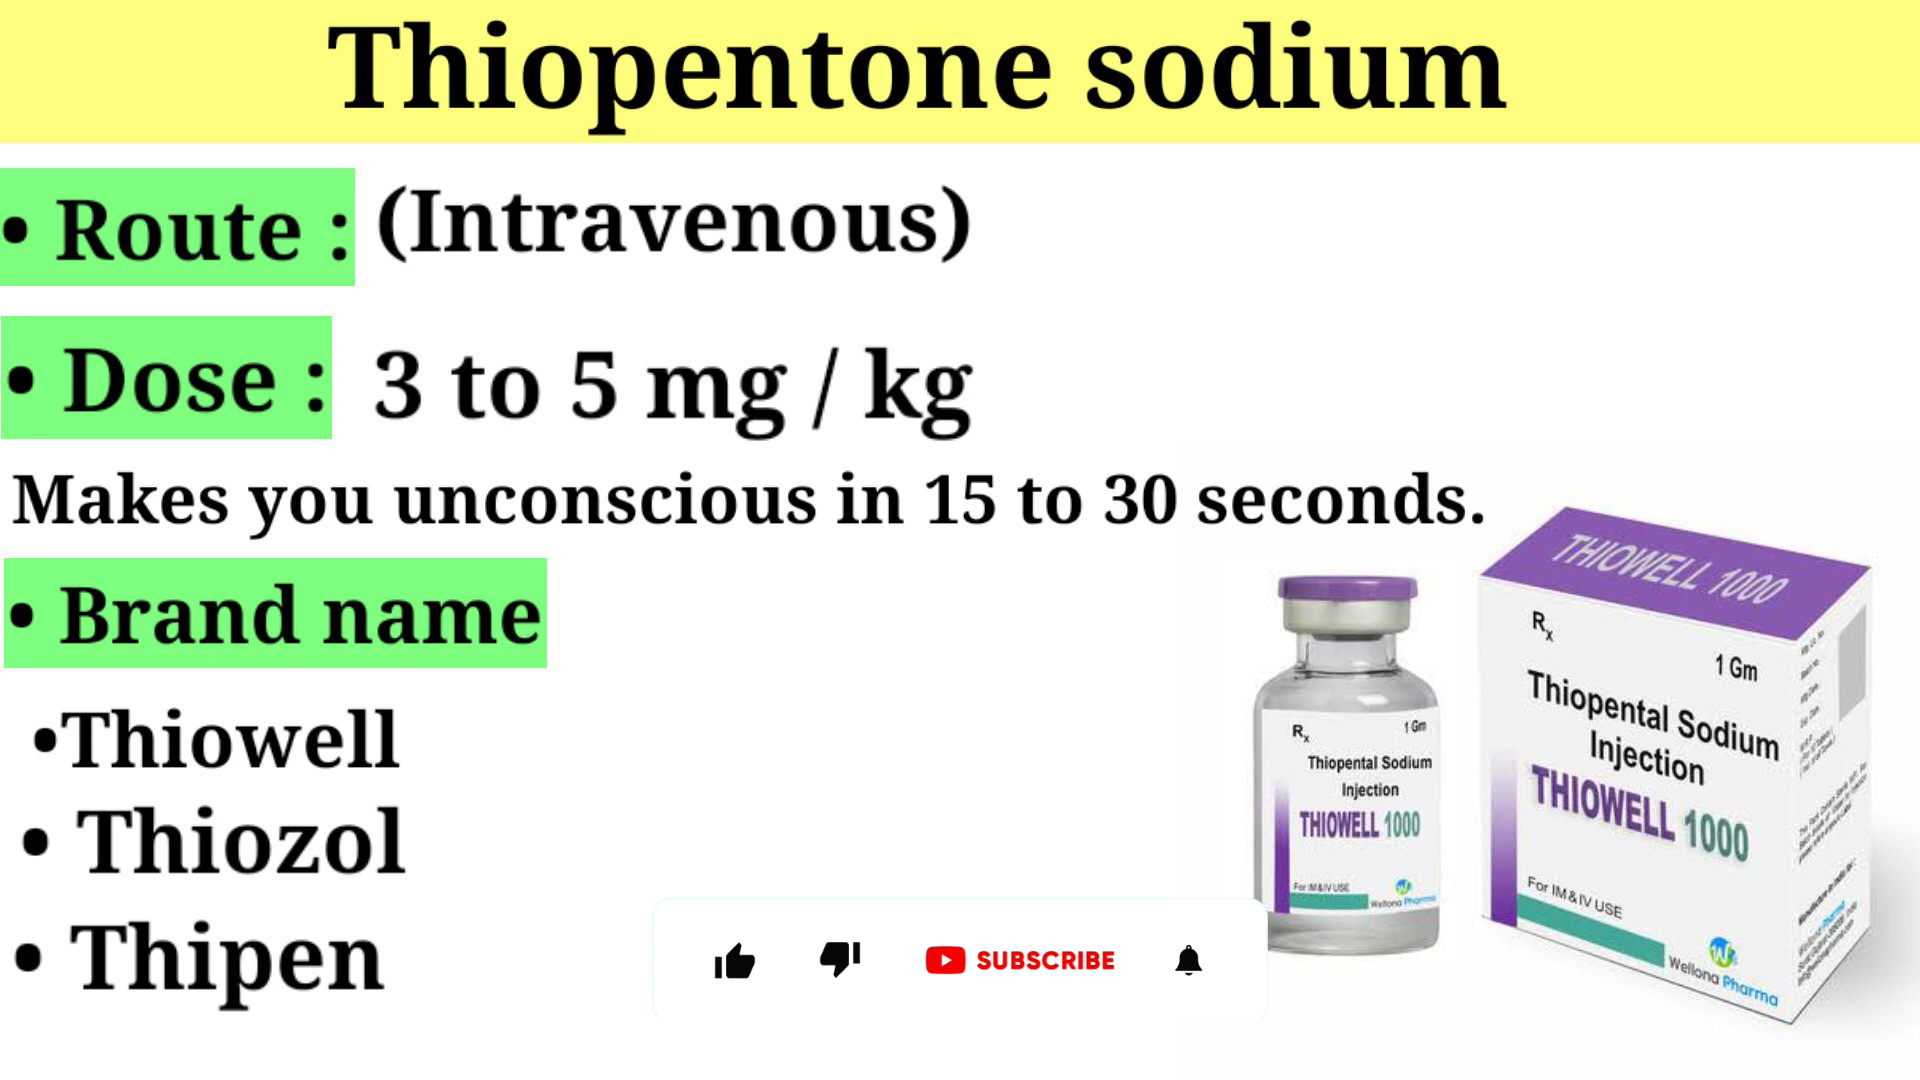 Thiopentone sodium
• Route : (Intravenous)
• Dose : 3 to 5 mg / kg
Makes you unconscious in 15 to 30 seconds.
• Brand name
•Thiowell
• Thiozol
• Thipen
SUBSCRIBE
Rx
1 Gm
Thiopental Sodium
Injection
THIOWELL 1000
For IM&IV USE
Wellona Pharma
THIOWELL 1000
Rx
1 Gm
Thiopental Sodium
Injection
THIOWELL 1000
For IM & IV USE
Wellona Pharma